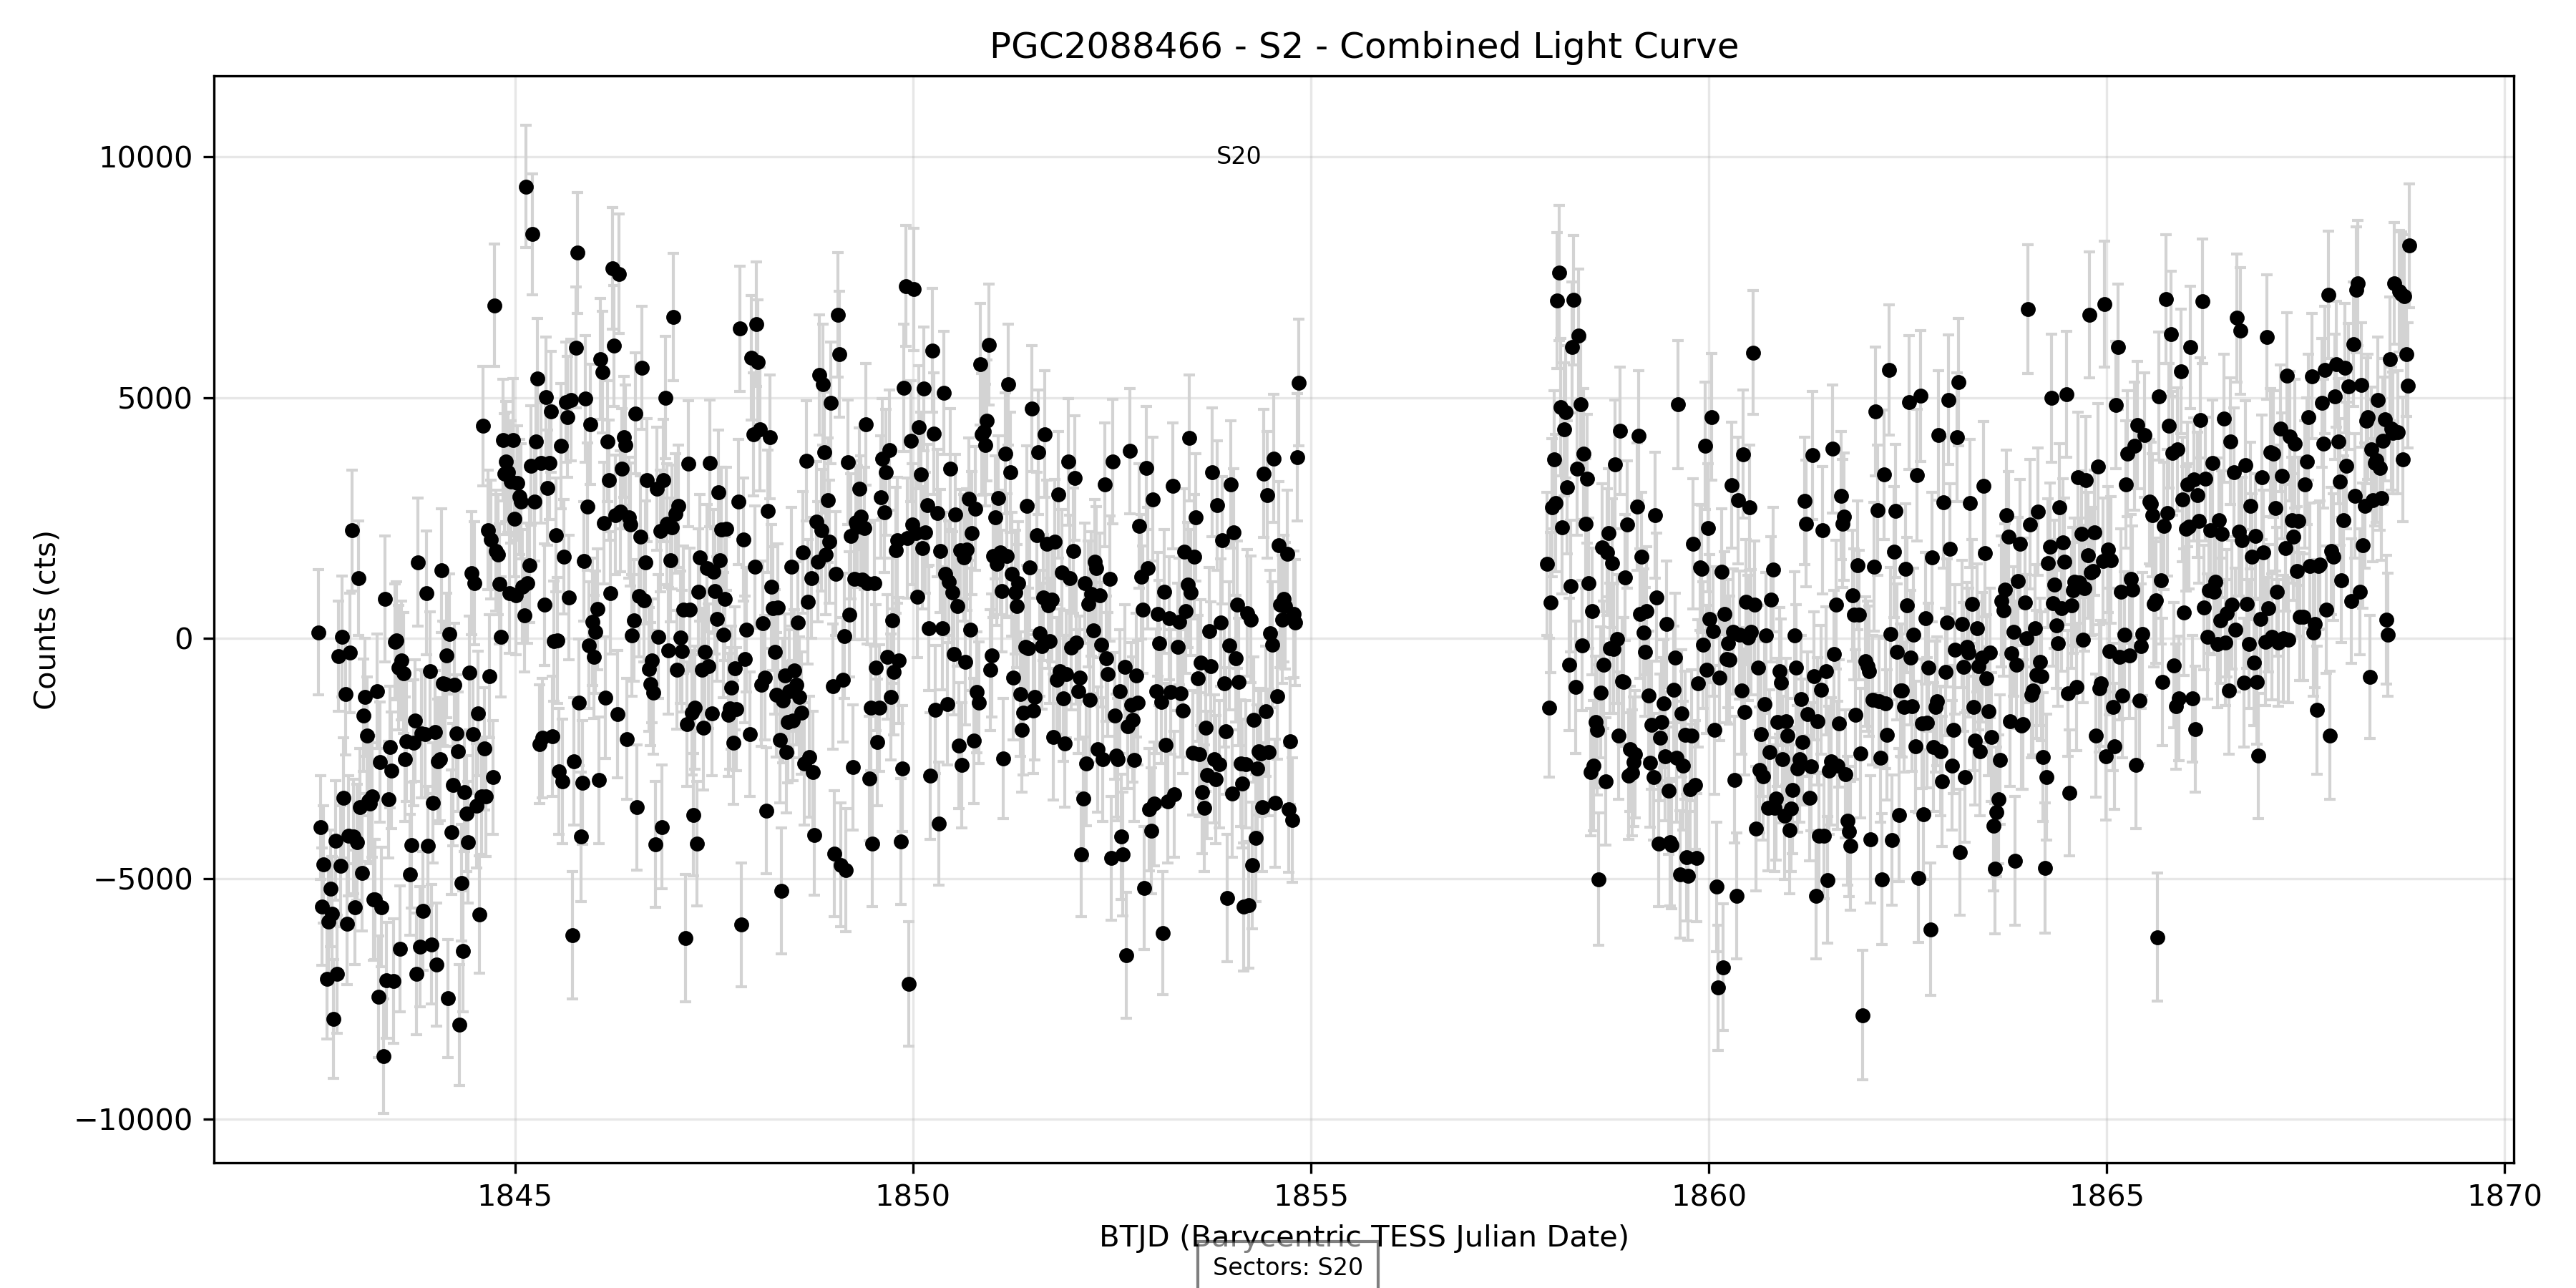 PGC2088466 - S2 - Combined Light Curve
S20
10000
5000
0
−5000
−10000
Counts (cts)
1845 1850 1855 1860 1865 1870
BTJD (Barycentric TESS Julian Date)
Sectors: S20